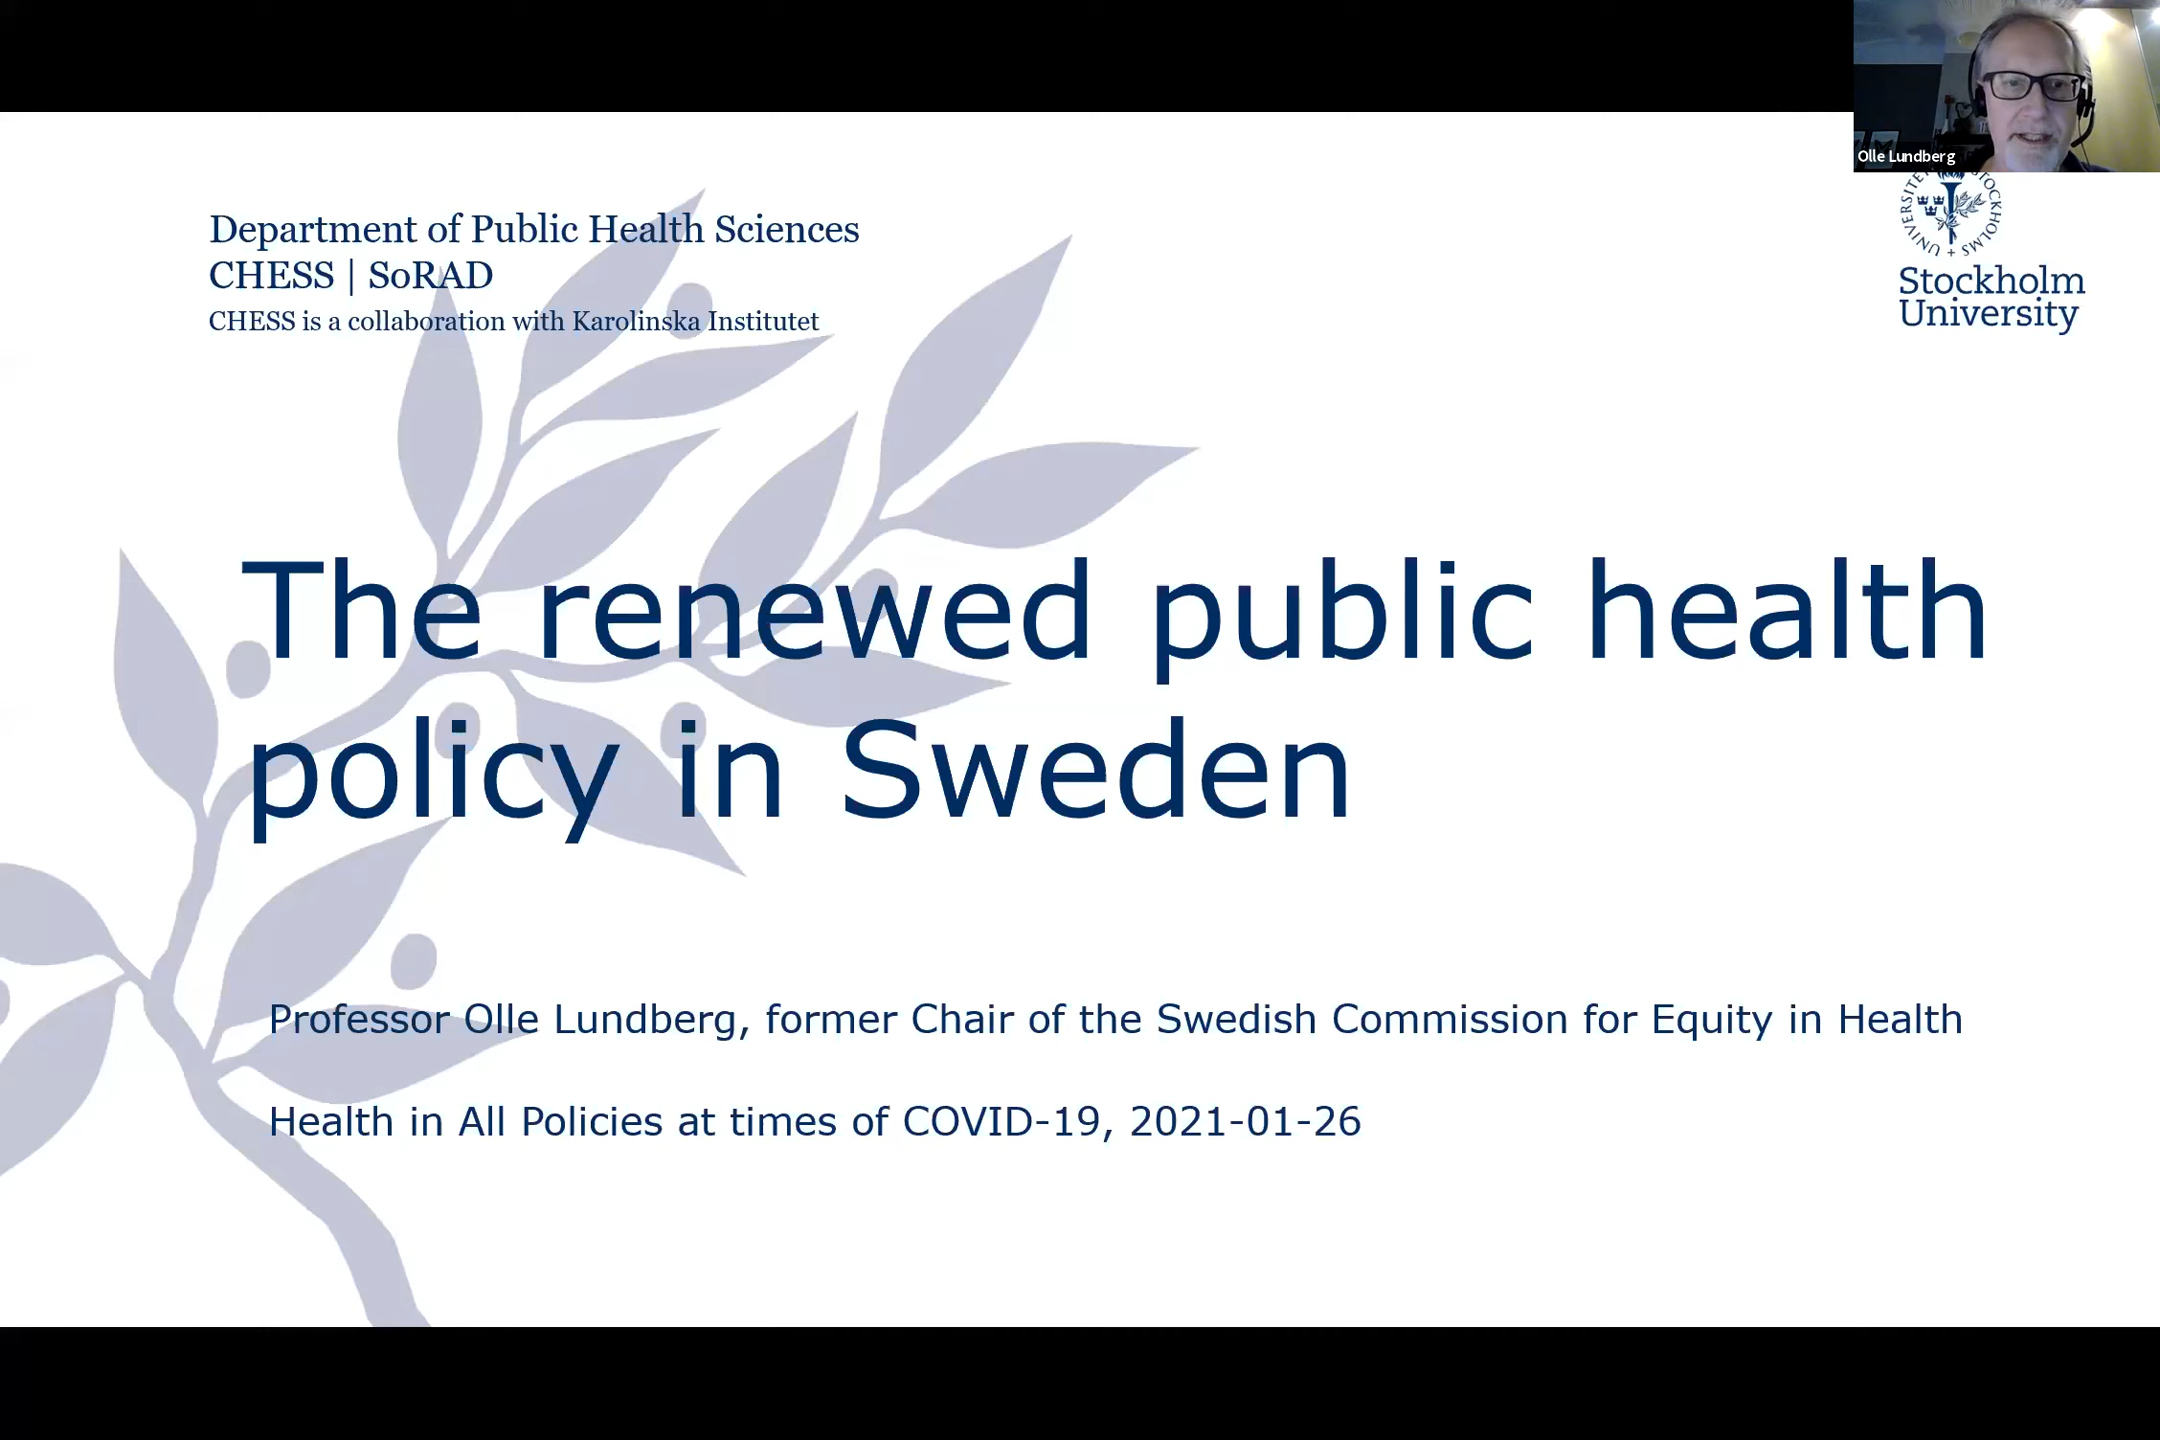 Olle Lundberg
Department of Public Health Sciences
CHESS | SoRAD
CHESS is a collaboration with Karolinska Institutet
Stockholm
University
The renewed public health
policy in Sweden
Professor Olle Lundberg, former Chair of the Swedish Commission for Equity in Health
Health in All Policies at times of COVID-19, 2021-01-26